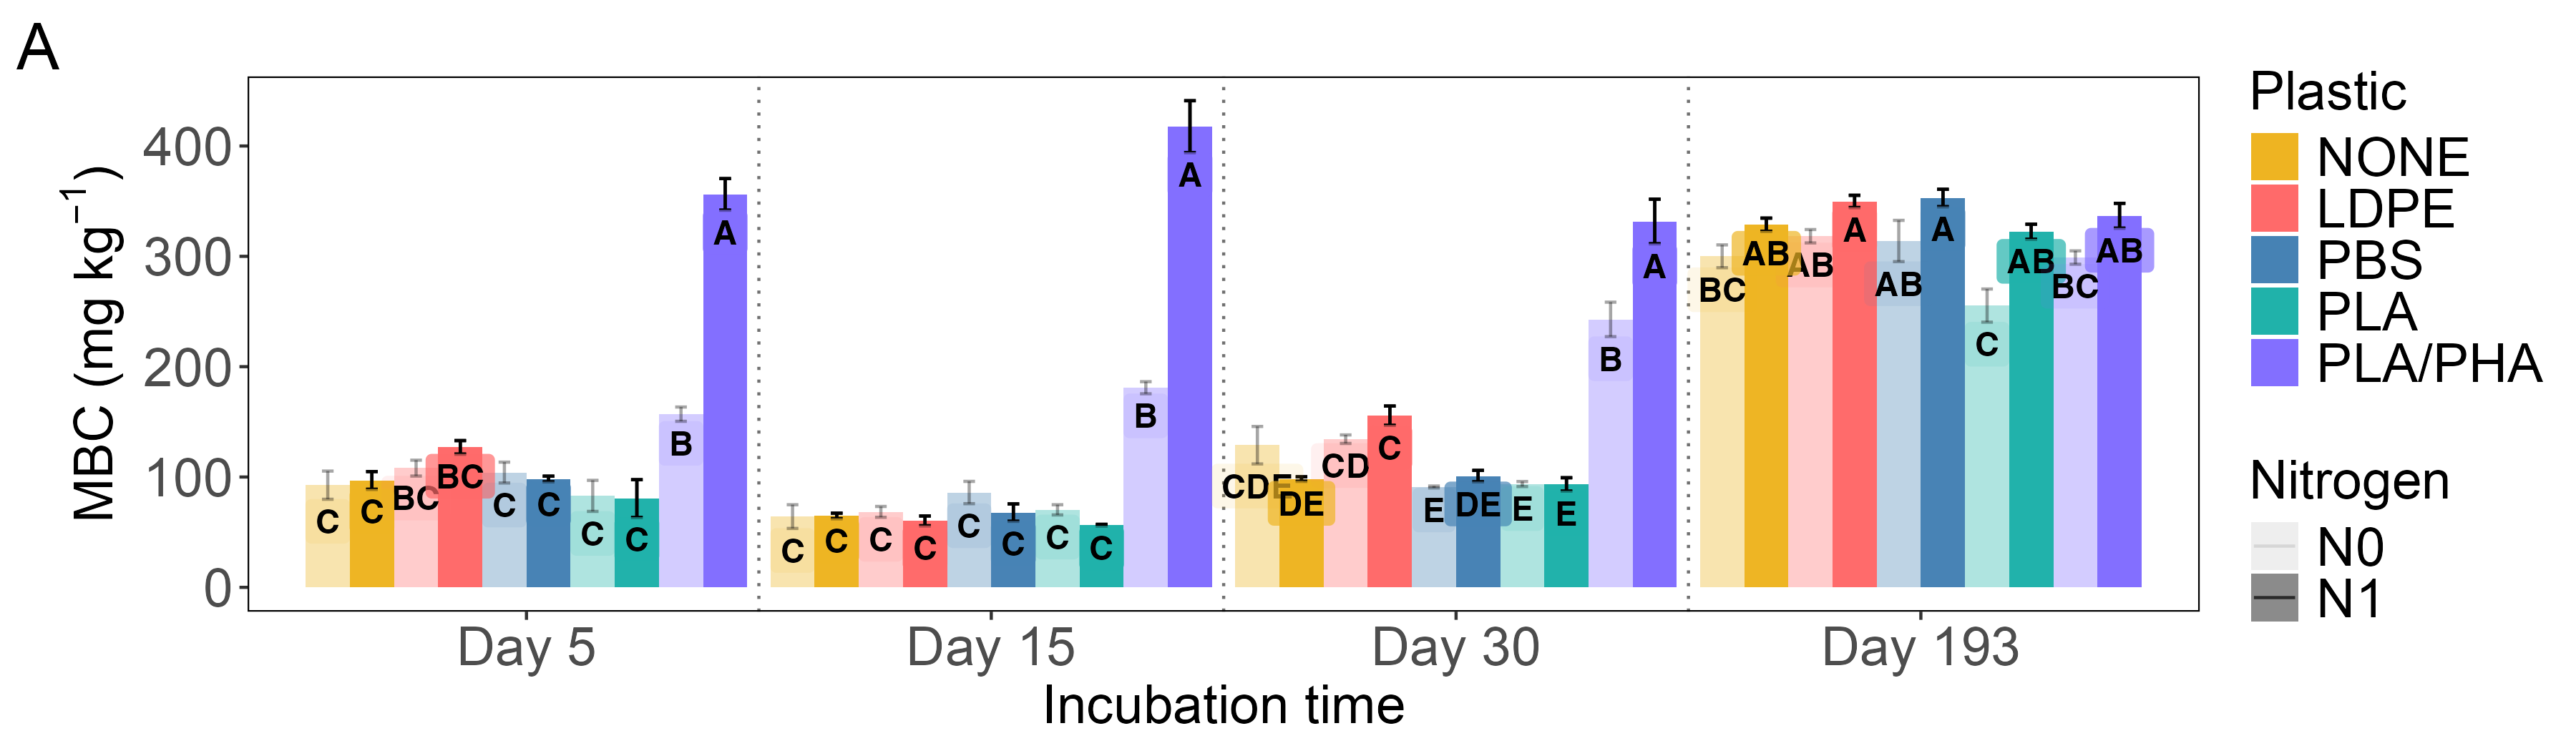 A
MBC (mg kg⁻¹)
400
300
200
100
0
C C BC BC C C C C B A
C C C C C C C C B A
CDE DE CD C E DE E E B A
BC AB AB A AB A C AB BC AB
Day 5 Day 15 Day 30 Day 193
Incubation time
Plastic
NONE
LDPE
PBS
PLA
PLA/PHA
Nitrogen
N0
N1